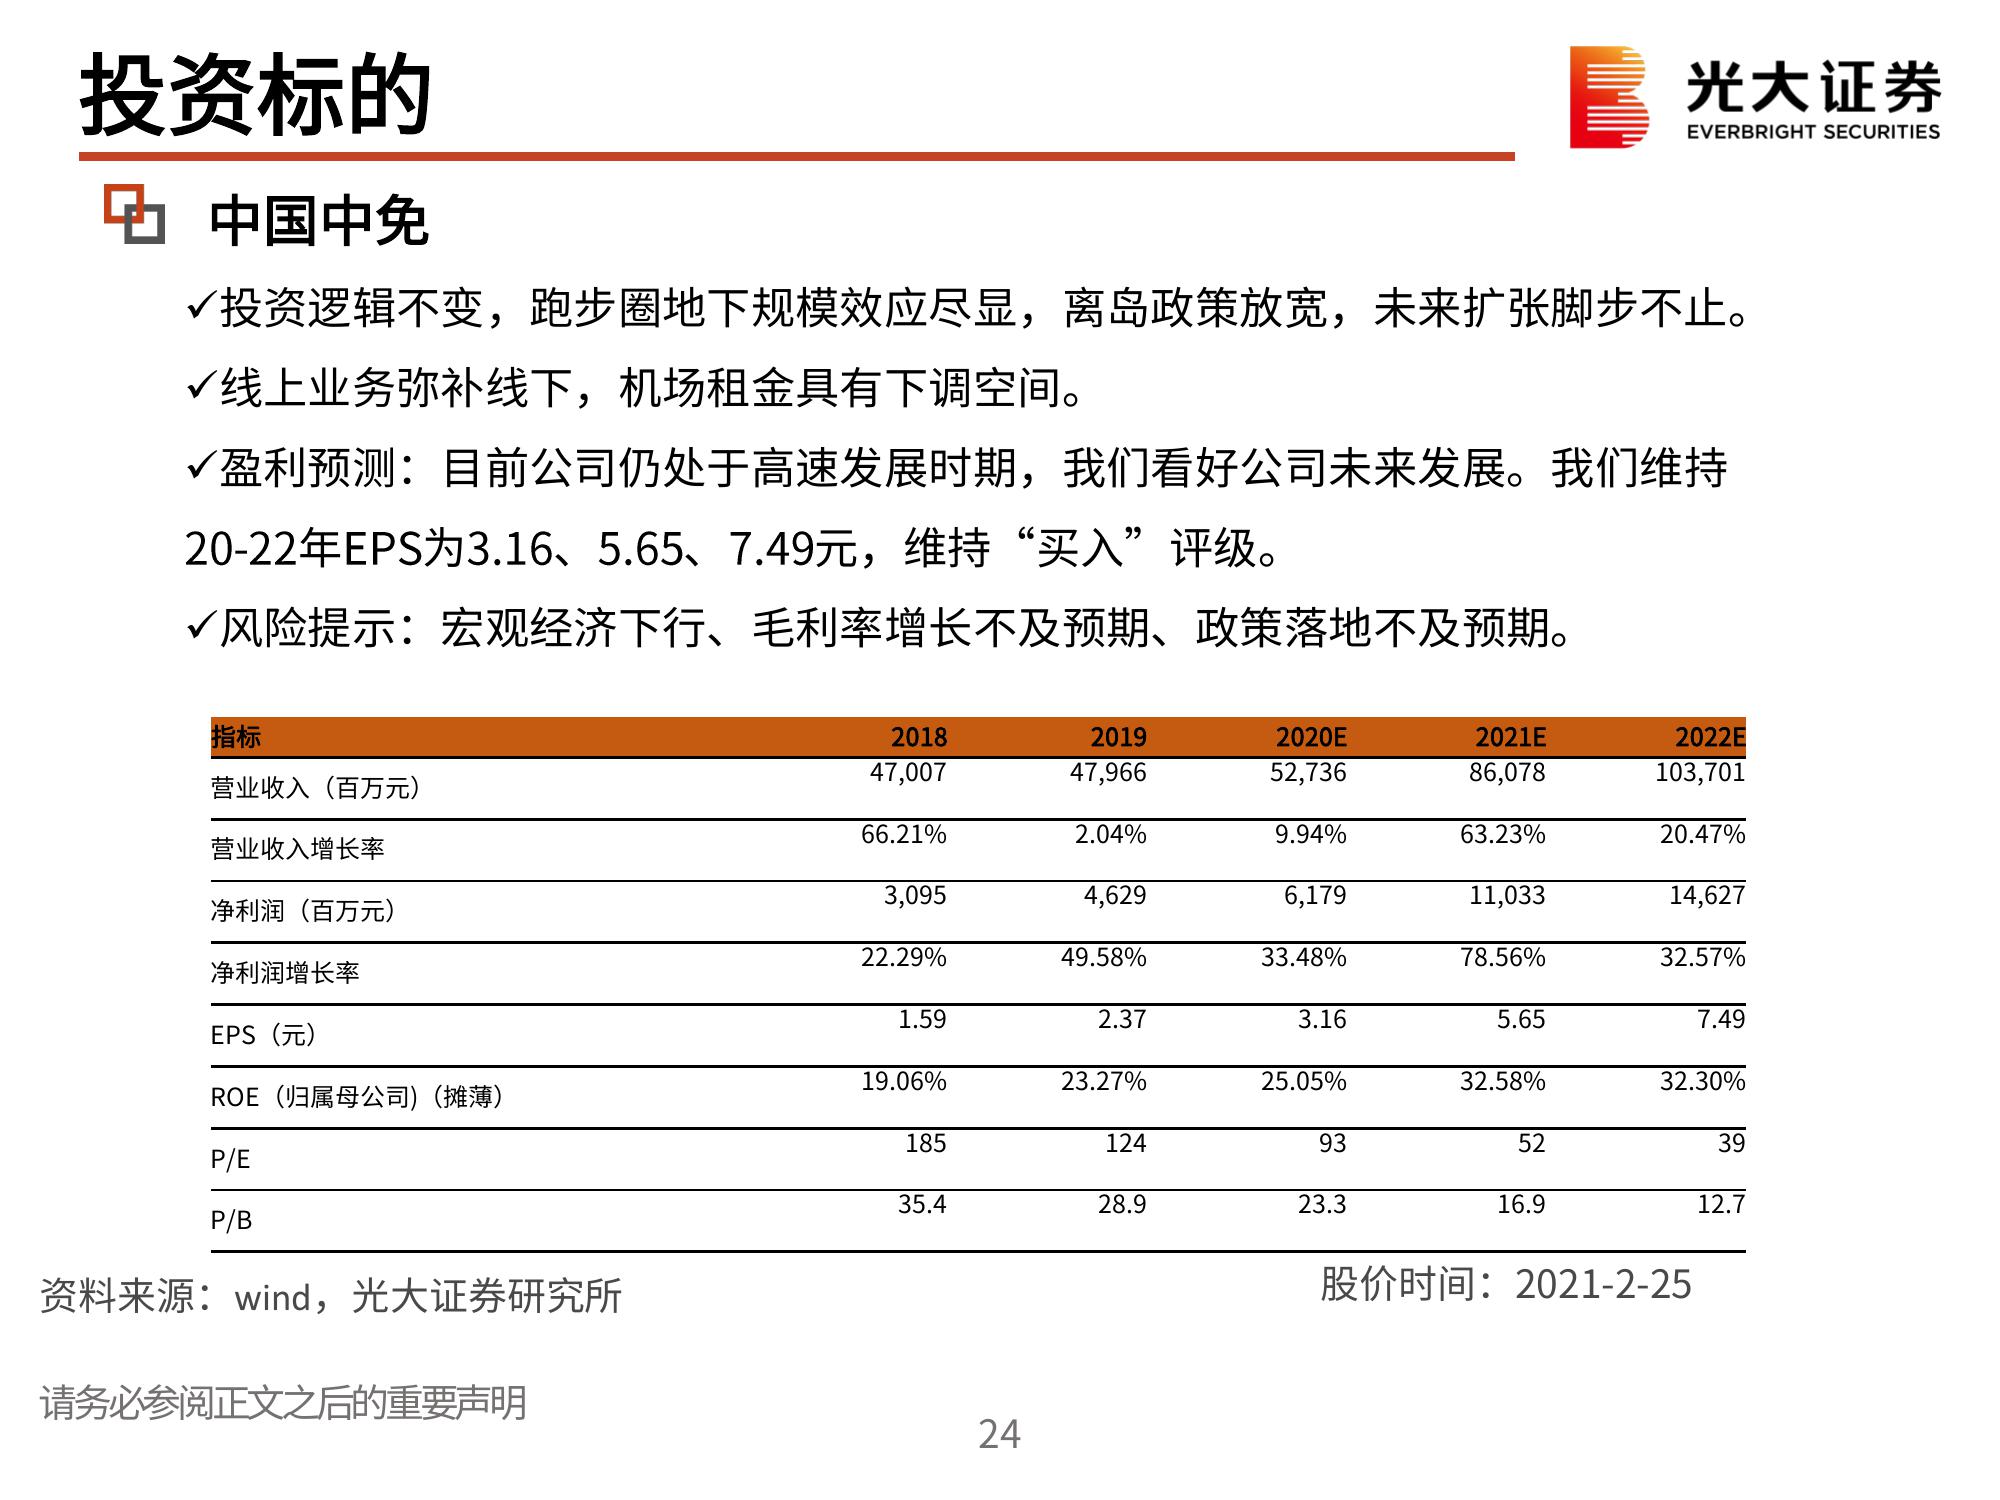 投资标的
光大证券
EVERBRIGHT SECURITIES
中国中免
✓投资逻辑不变，跑步圈地下规模效应尽显，离岛政策放宽，未来扩张脚步不止。
✓线上业务弥补线下，机场租金具有下调空间。
✓盈利预测：目前公司仍处于高速发展时期，我们看好公司未来发展。我们维持
20-22年EPS为3.16、5.65、7.49元，维持“买入”评级。
✓风险提示：宏观经济下行、毛利率增长不及预期、政策落地不及预期。
指标 2018 2019 2020E 2021E 2022E
营业收入（百万元） 47,007 47,966 52,736 86,078 103,701
营业收入增长率 66.21% 2.04% 9.94% 63.23% 20.47%
净利润（百万元） 3,095 4,629 6,179 11,033 14,627
净利润增长率 22.29% 49.58% 33.48% 78.56% 32.57%
EPS（元） 1.59 2.37 3.16 5.65 7.49
ROE（归属母公司)（摊薄） 19.06% 23.27% 25.05% 32.58% 32.30%
P/E 185 124 93 52 39
P/B 35.4 28.9 23.3 16.9 12.7
资料来源：wind，光大证券研究所
股价时间：2021-2-25
请务必参阅正文之后的重要声明
24